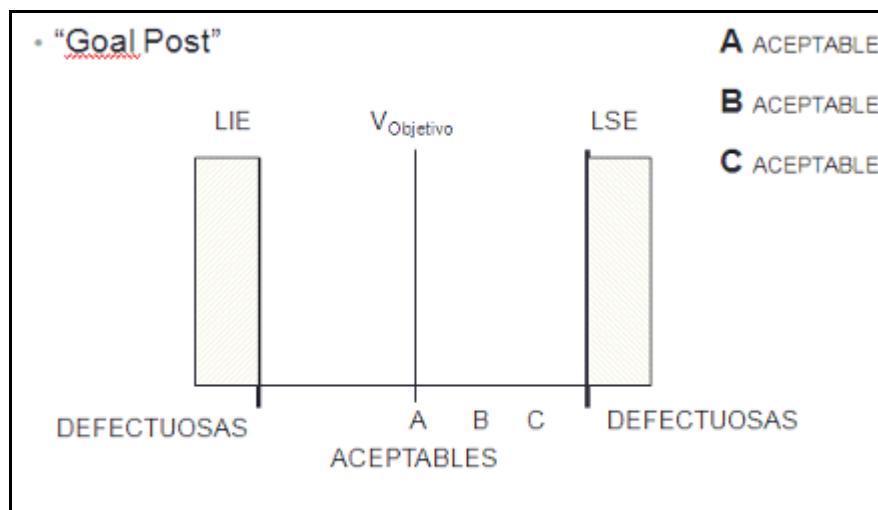 • “Goal Post”
A ACEPTABLE
B ACEPTABLE
C ACEPTABLE
LIE
VObjetivo
LSE
DEFECTUOSAS
A B C
DEFECTUOSAS
ACEPTABLES